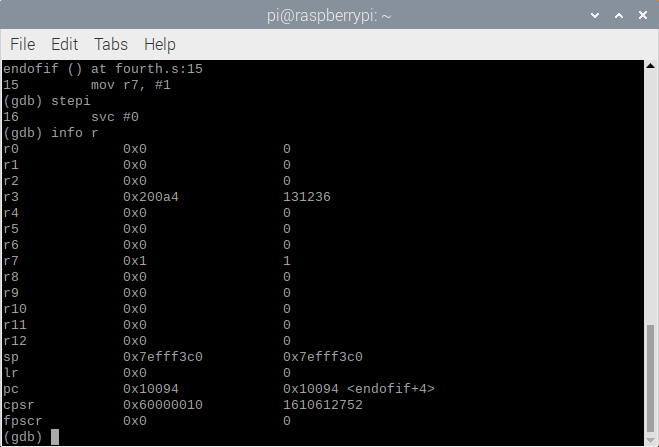 pi@raspberrypi: ~
File Edit Tabs Help
endofif () at fourth.s:15
15 mov r7, #1
(gdb) stepi
16 svc #0
(gdb) info r
r0 0x0 0
r1 0x0 0
r2 0x0 0
r3 0x200a4 131236
r4 0x0 0
r5 0x0 0
r6 0x0 0
r7 0x1 1
r8 0x0 0
r9 0x0 0
r10 0x0 0
r11 0x0 0
r12 0x0 0
sp 0x7efff3c0 0x7efff3c0
lr 0x0 0
pc 0x10094 0x10094 <endofif+4>
cpsr 0x60000010 1610612752
fpscr 0x0 0
(gdb)